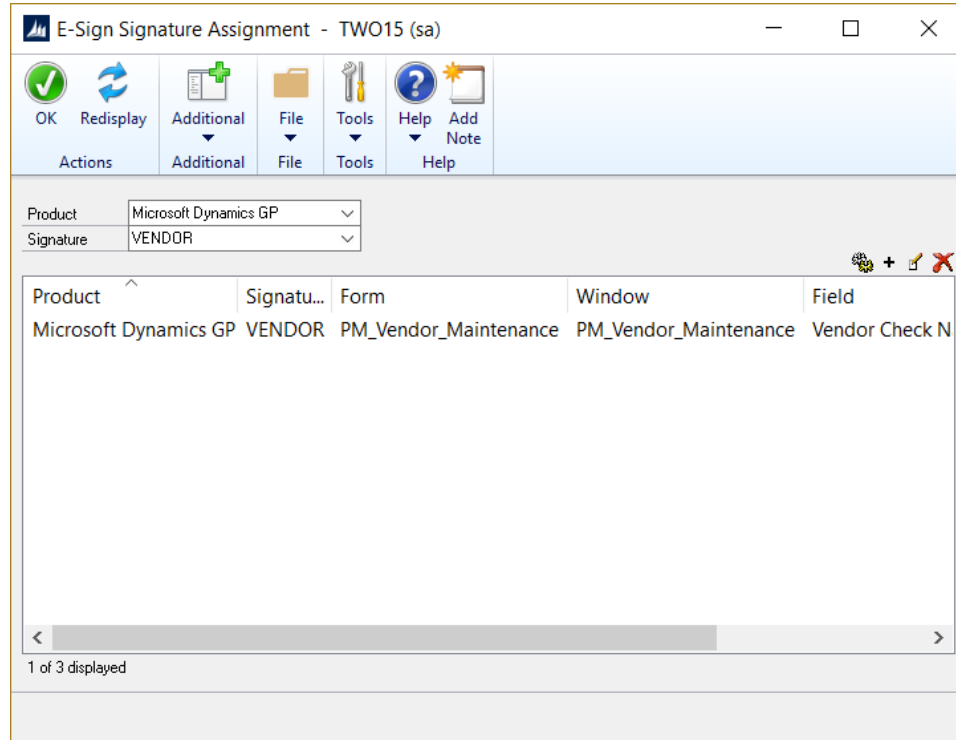 E-Sign Signature Assignment - TWO15 (sa)
OK Redisplay Additional File Tools Help Add Note
Actions Additional File Tools Help
Product Microsoft Dynamics GP
Signature VENDOR
Product Signatu... Form Window Field
Microsoft Dynamics GP VENDOR PM_Vendor_Maintenance PM_Vendor_Maintenance Vendor Check N
1 of 3 displayed